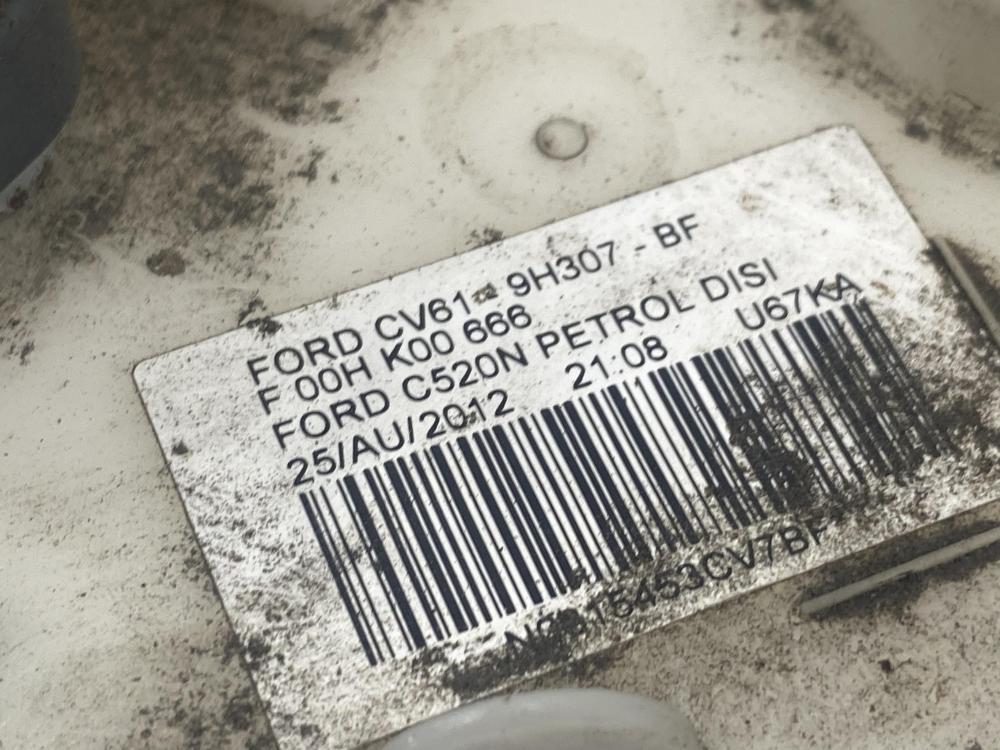 FORD CV61 - 9H307 - BF
F 00H K00 666
FORD C520N PETROL DISI
25/AU/2012 21:08 U67KA